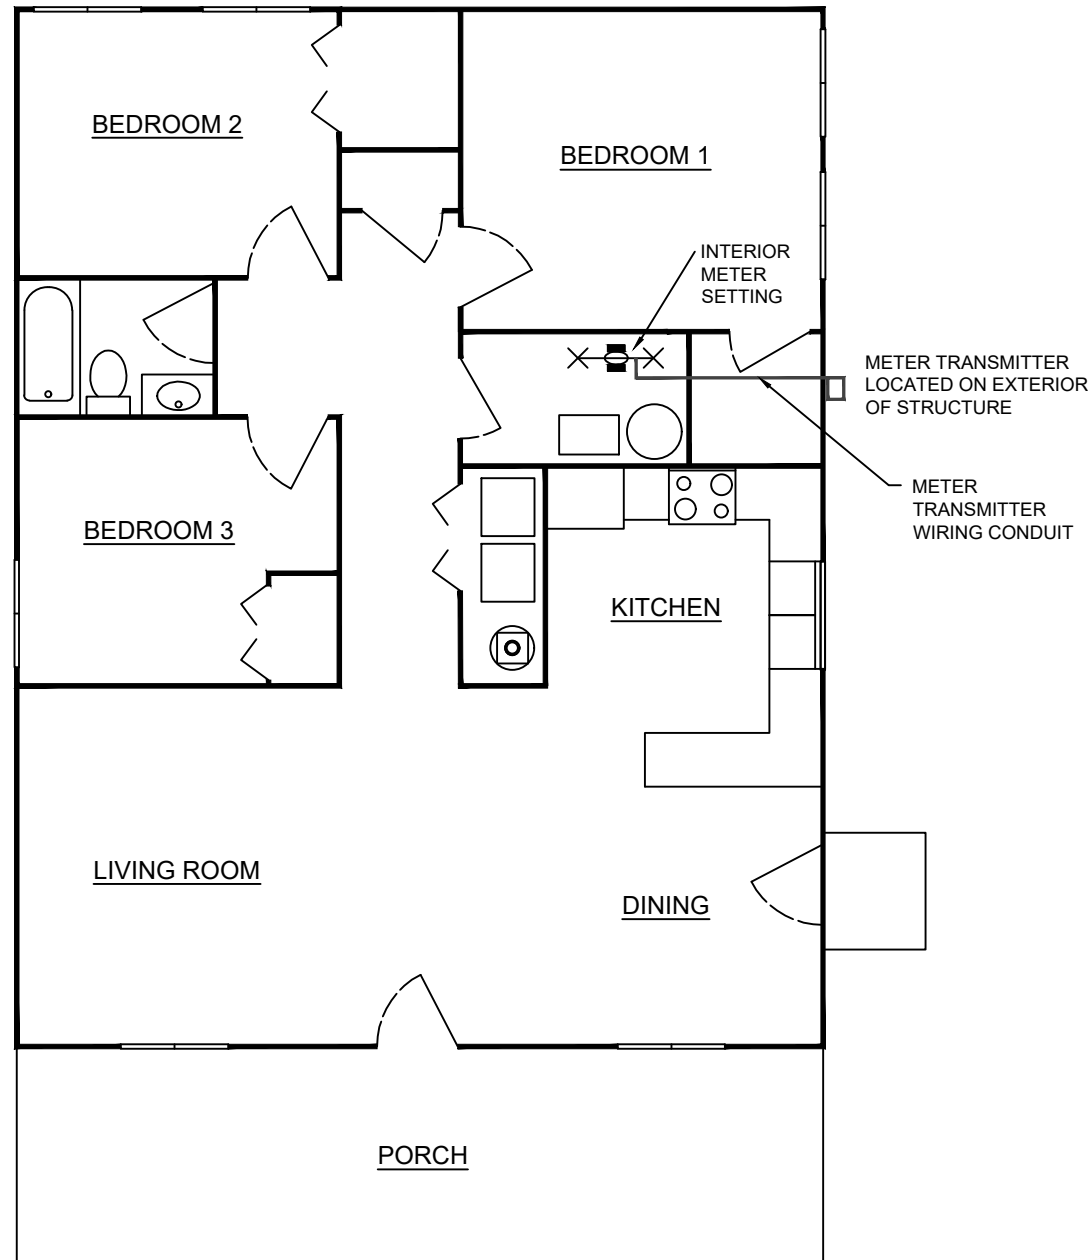 BEDROOM 2
BEDROOM 1
INTERIOR
METER
SETTING
METER TRANSMITTER
LOCATED ON EXTERIOR
OF STRUCTURE
METER
TRANSMITTER
WIRING CONDUIT
BEDROOM 3
KITCHEN
LIVING ROOM
DINING
PORCH